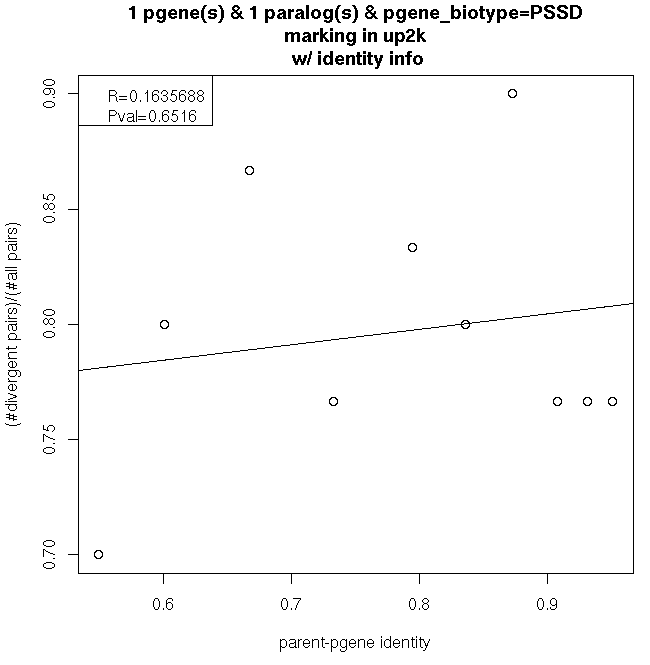 1 pgene(s) & 1 paralog(s) & pgene_biotype=PSSD
marking in up2k
w/ identity info
R=0.1635688
Pval=0.6516
(#divergent pairs)/(#all pairs)
0.90
0.85
0.80
0.75
0.70
0.6 0.7 0.8 0.9
parent-pgene identity